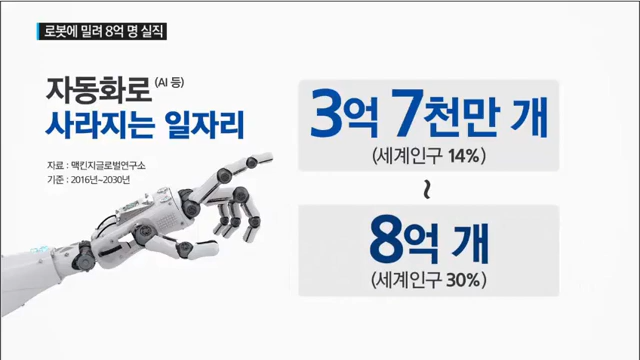 로봇에 밀려 8억 명 실직
자동화로 (AI 등)
사라지는 일자리
자료 : 맥킨지글로벌연구소
기준 : 2016년~2030년
3억 7천만 개
(세계인구 14%)
~
8억 개
(세계인구 30%)